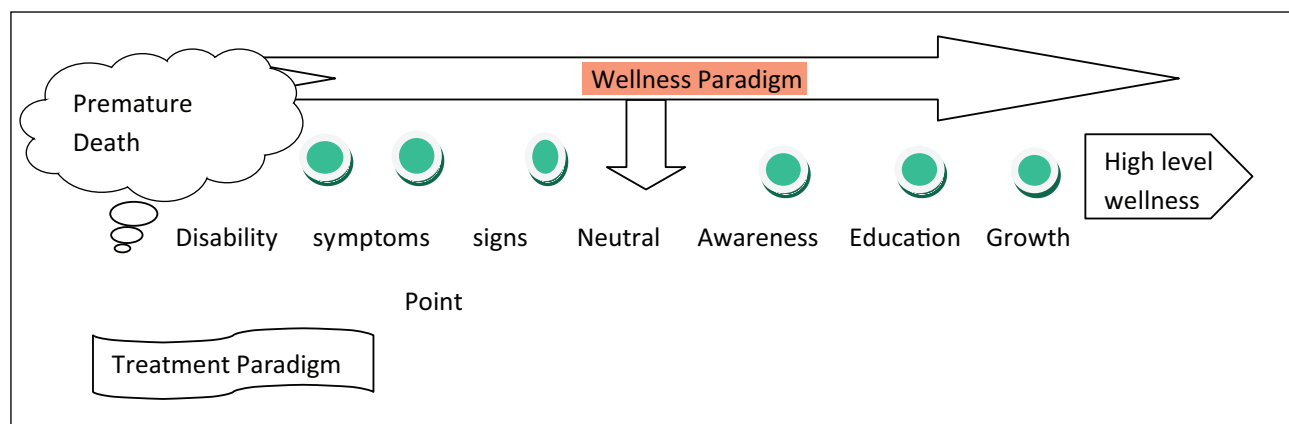 Wellness Paradigm
Premature
Death
High level
wellness
Disability symptoms signs Neutral Awareness Education Growth
Point
Treatment Paradigm